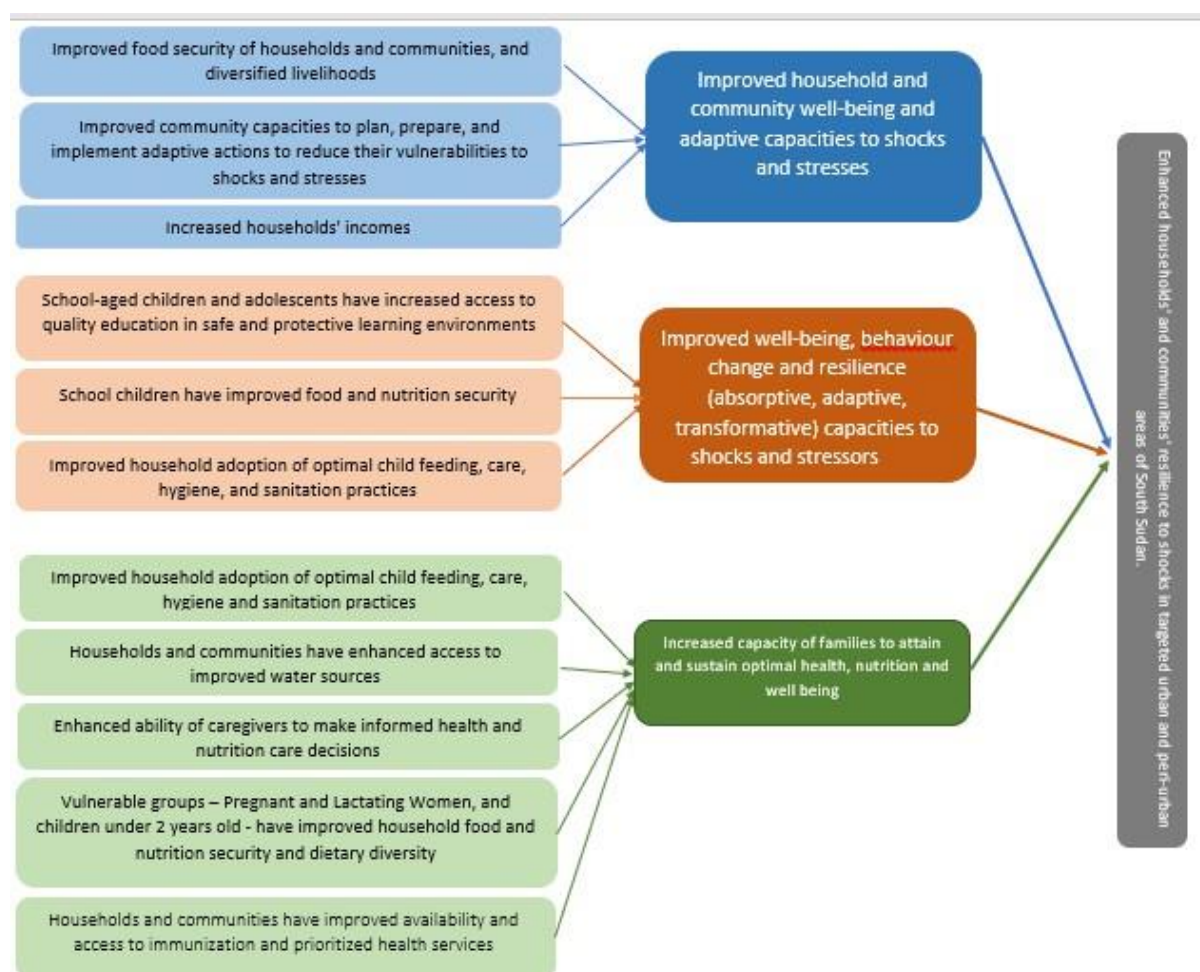 Improved food security of households and communities, and
diversified livelihoods
Improved community capacities to plan, prepare, and
implement adaptive actions to reduce their vulnerabilities to
shocks and stresses
Increased households' incomes
Improved household and
community well-being and
adaptive capacities to shocks
and stresses
School-aged children and adolescents have increased access to
quality education in safe and protective learning environments
School children have improved food and nutrition security
Improved household adoption of optimal child feeding, care,
hygiene, and sanitation practices
Improved well-being, behaviour
change and resilience
(absorptive, adaptive,
transformative) capacities to
shocks and stressors
Improved household adoption of optimal child feeding, care,
hygiene and sanitation practices
Households and communities have enhanced access to
improved water sources
Enhanced ability of caregivers to make informed health and
nutrition care decisions
Vulnerable groups – Pregnant and Lactating Women, and
children under 2 years old - have improved household food and
nutrition security and dietary diversity
Households and communities have improved availability and
access to immunization and prioritized health services
Increased capacity of families to attain
and sustain optimal health, nutrition and
well being
Enhanced households' and communities' resilience to shocks in targeted urban and peri-urban
areas of South Sudan.